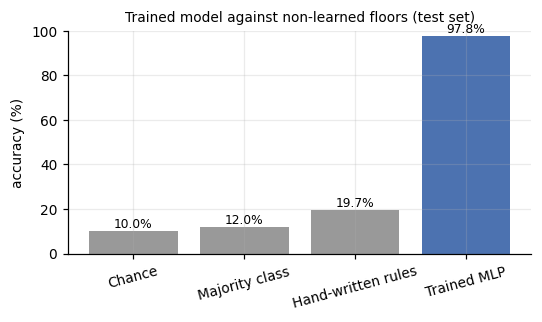 Trained model against non-learned floors (test set)
accuracy (%)
100
80
60
40
20
0
10.0%
12.0%
19.7%
97.8%
Chance
Majority class
Hand-written rules
Trained MLP